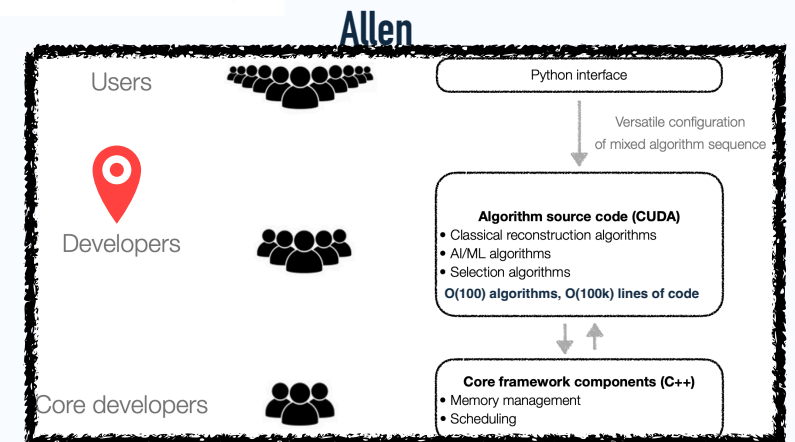 Allen
Users
Python interface
Versatile configuration
of mixed algorithm sequence
Developers
Algorithm source code (CUDA)
• Classical reconstruction algorithms
• AI/ML algorithms
• Selection algorithms
O(100) algorithms, O(100k) lines of code
Core developers
Core framework components (C++)
• Memory management
• Scheduling